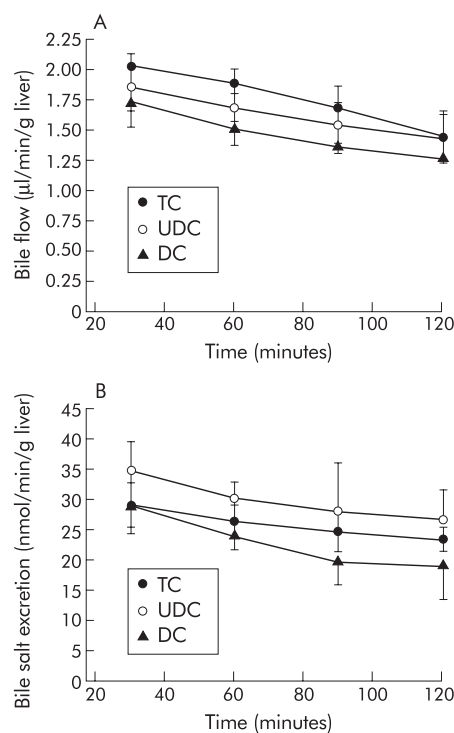 A
Bile flow (µl/min/g liver)
2.25
2.00
1.75
1.50
1.25
1.00
0.75
0.50
0.25
0
TC
UDC
DC
20 40 60 80 100 120
Time (minutes)
B
Bile salt excretion (nmol/min/g liver)
45
40
35
30
25
20
15
10
5
0
TC
UDC
DC
20 40 60 80 100 120
Time (minutes)